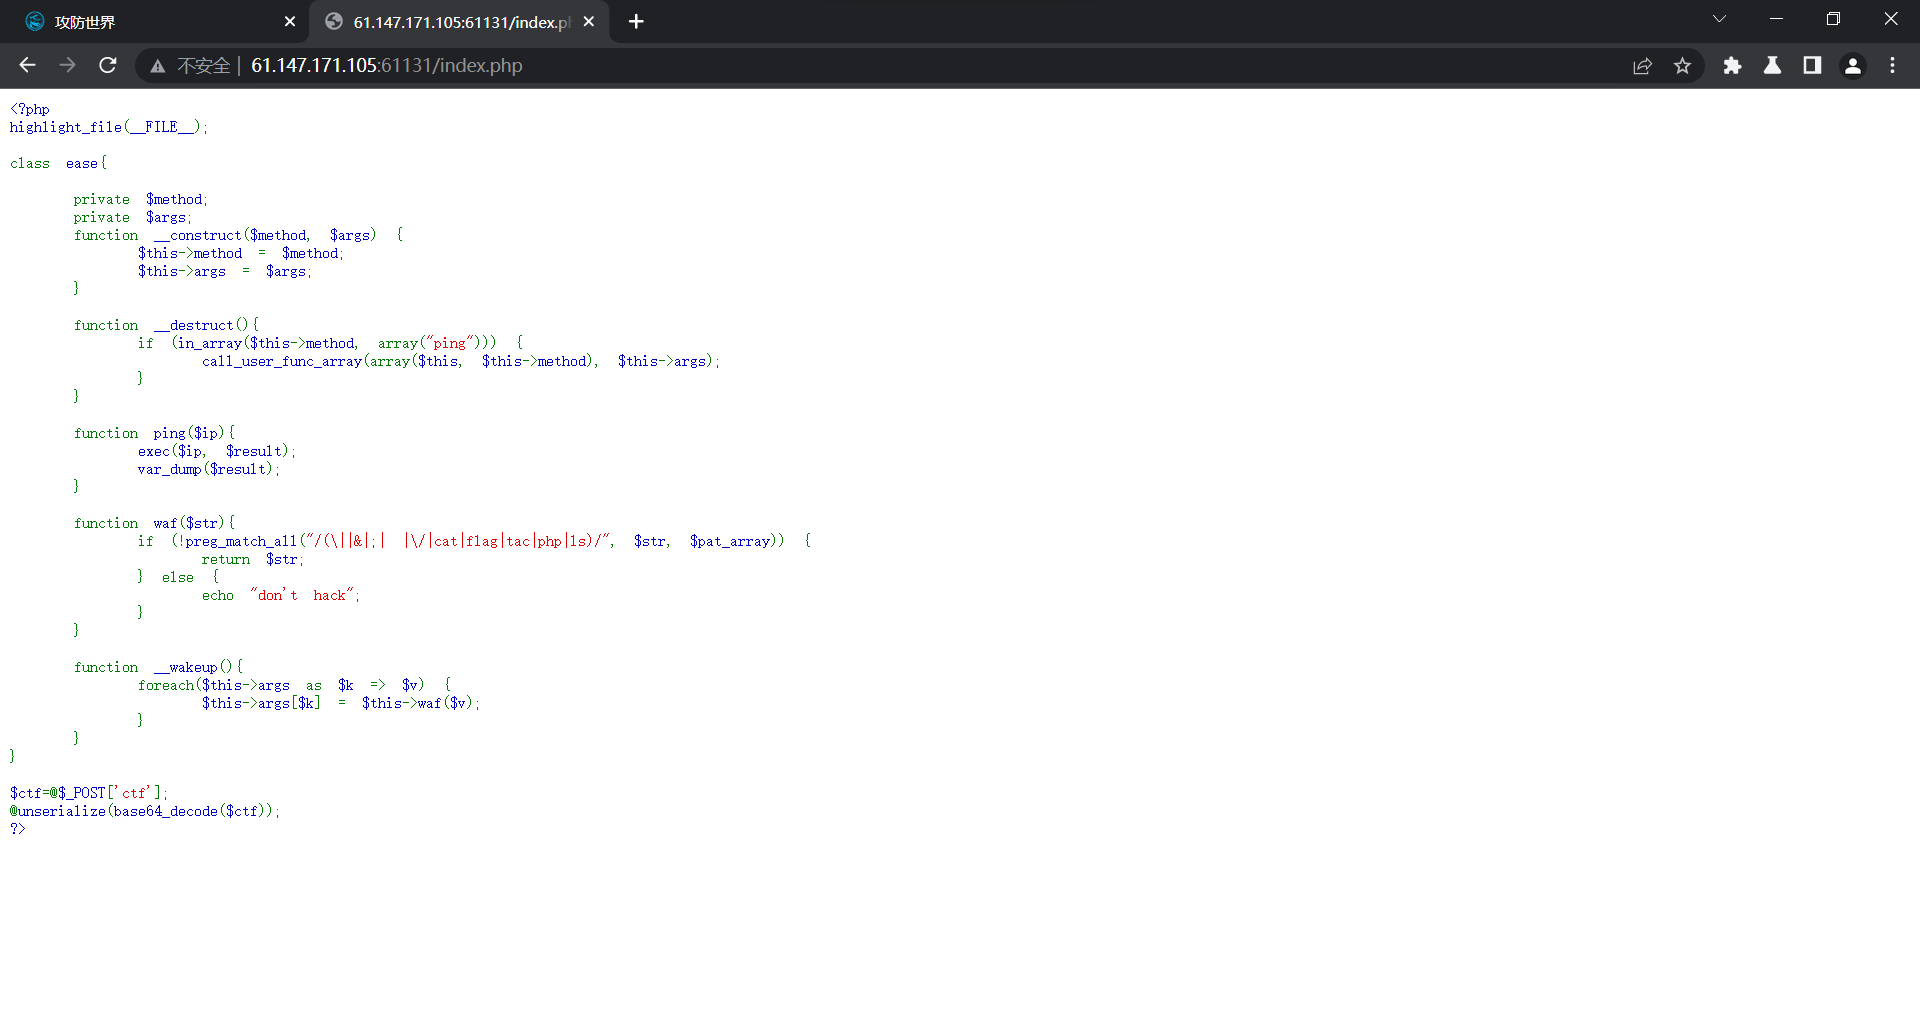 攻防世界
61.147.171.105:61131/index.ph
不安全 | 61.147.171.105:61131/index.php
<?php
highlight_file(__FILE__);
class ease{
private $method;
private $args;
function __construct($method, $args) {
$this->method = $method;
$this->args = $args;
}
function __destruct(){
if (in_array($this->method, array("ping"))) {
call_user_func_array(array($this, $this->method), $this->args);
}
}
function ping($ip){
exec($ip, $result);
var_dump($result);
}
function waf($str){
if (!preg_match_all("/(\||&|;| |\/|cat|flag|tac|php|ls)/", $str, $pat_array)) {
return $str;
} else {
echo "don't hack";
}
}
function __wakeup(){
foreach($this->args as $k => $v) {
$this->args[$k] = $this->waf($v);
}
}
}
$ctf=@$_POST['ctf'];
@unserialize(base64_decode($ctf));
?>